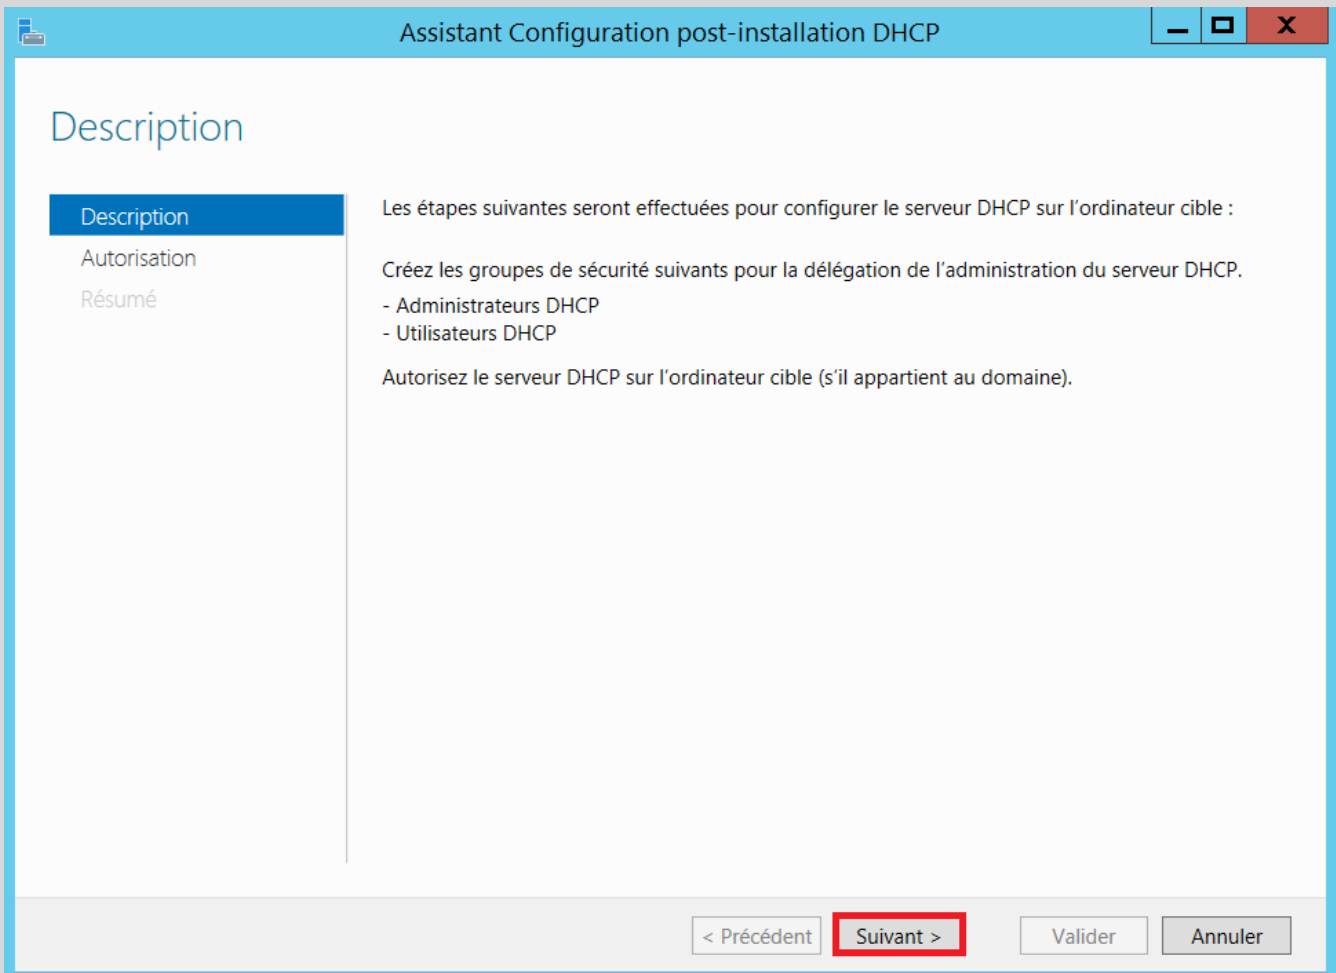 Assistant Configuration post-installation DHCP
Description
Description
Autorisation
Résumé
Les étapes suivantes seront effectuées pour configurer le serveur DHCP sur l'ordinateur cible :
Créez les groupes de sécurité suivants pour la délégation de l'administration du serveur DHCP.
- Administrateurs DHCP
- Utilisateurs DHCP
Autorisez le serveur DHCP sur l'ordinateur cible (s'il appartient au domaine).
< Précédent Suivant > Valider Annuler